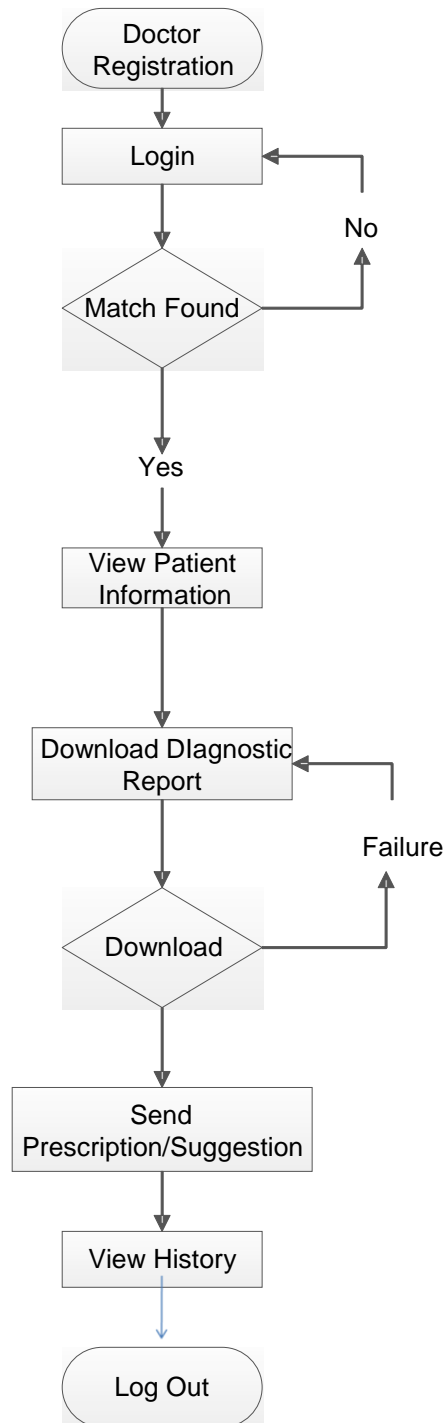 Doctor
Registration
Login
No
Match Found
Yes
View Patient
Information
Download DIagnostic
Report
Failure
Download
Send
Prescription/Suggestion
View History
Log Out